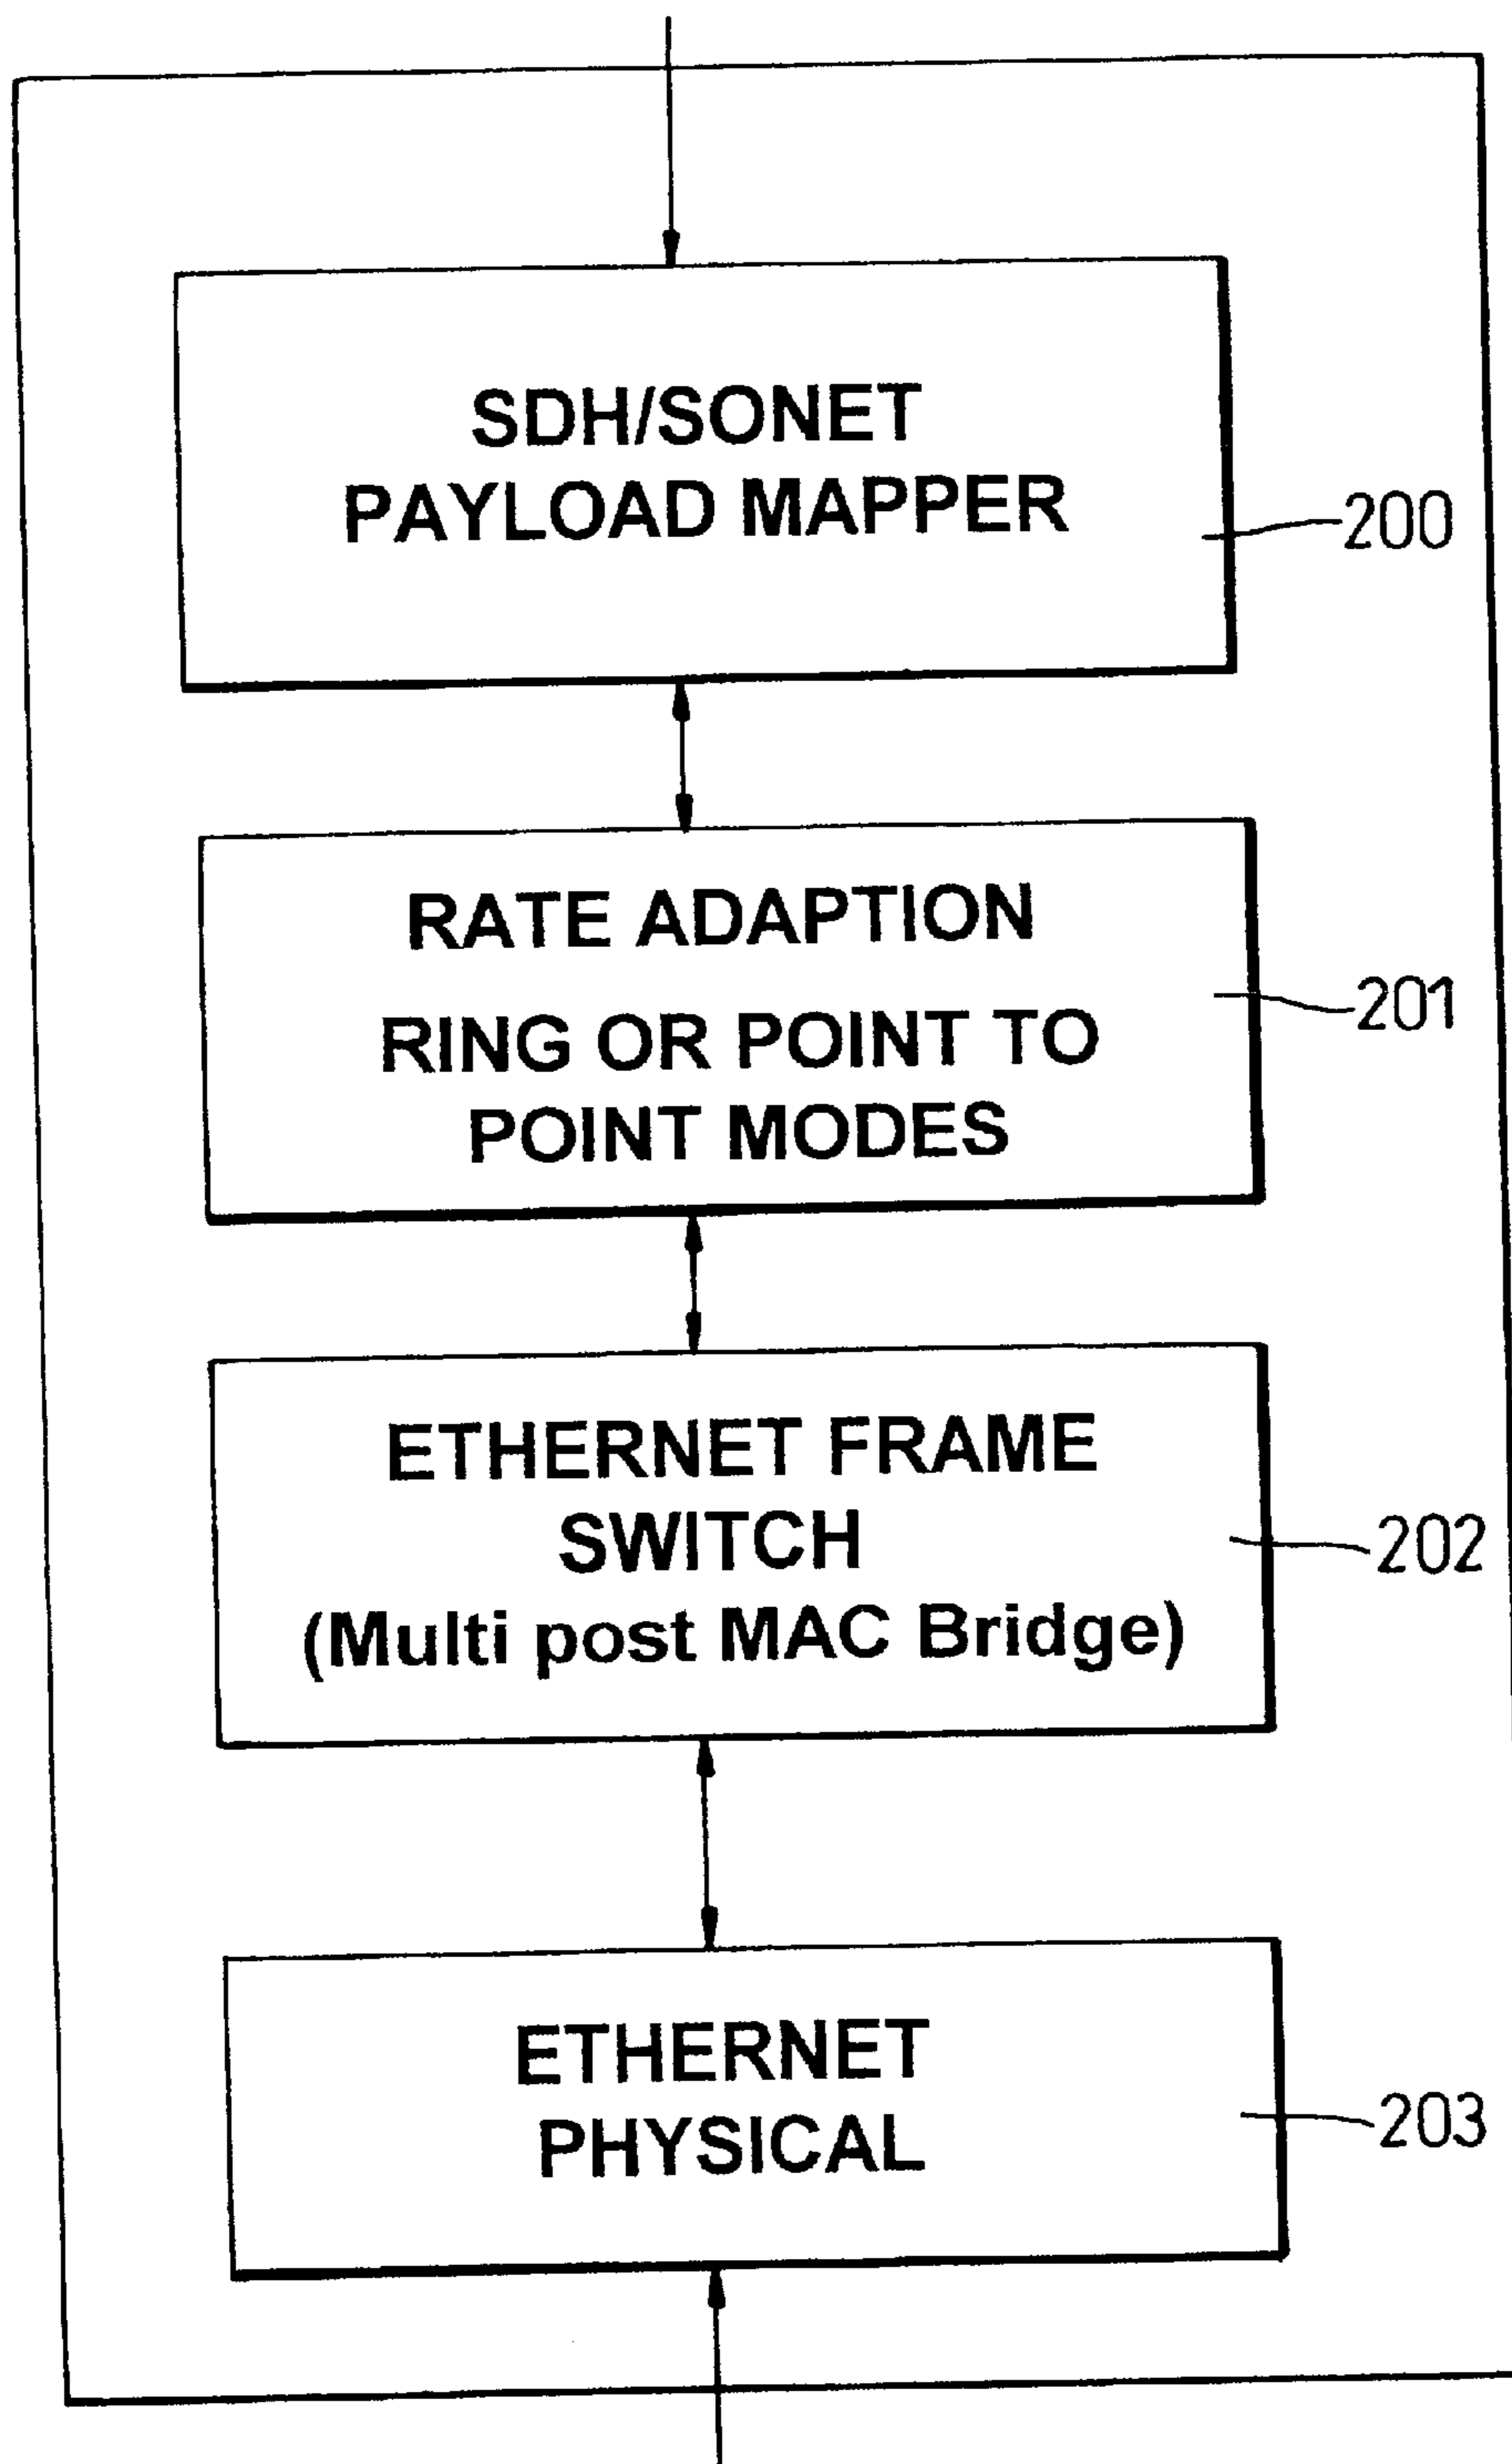 SDH/SONET
PAYLOAD MAPPER
200
RATE ADAPTION
201
RING OR POINT TO
POINT MODES
ETHERNET FRAME
SWITCH
202
(Multi post MAC Bridge)
ETHERNET
PHYSICAL
203